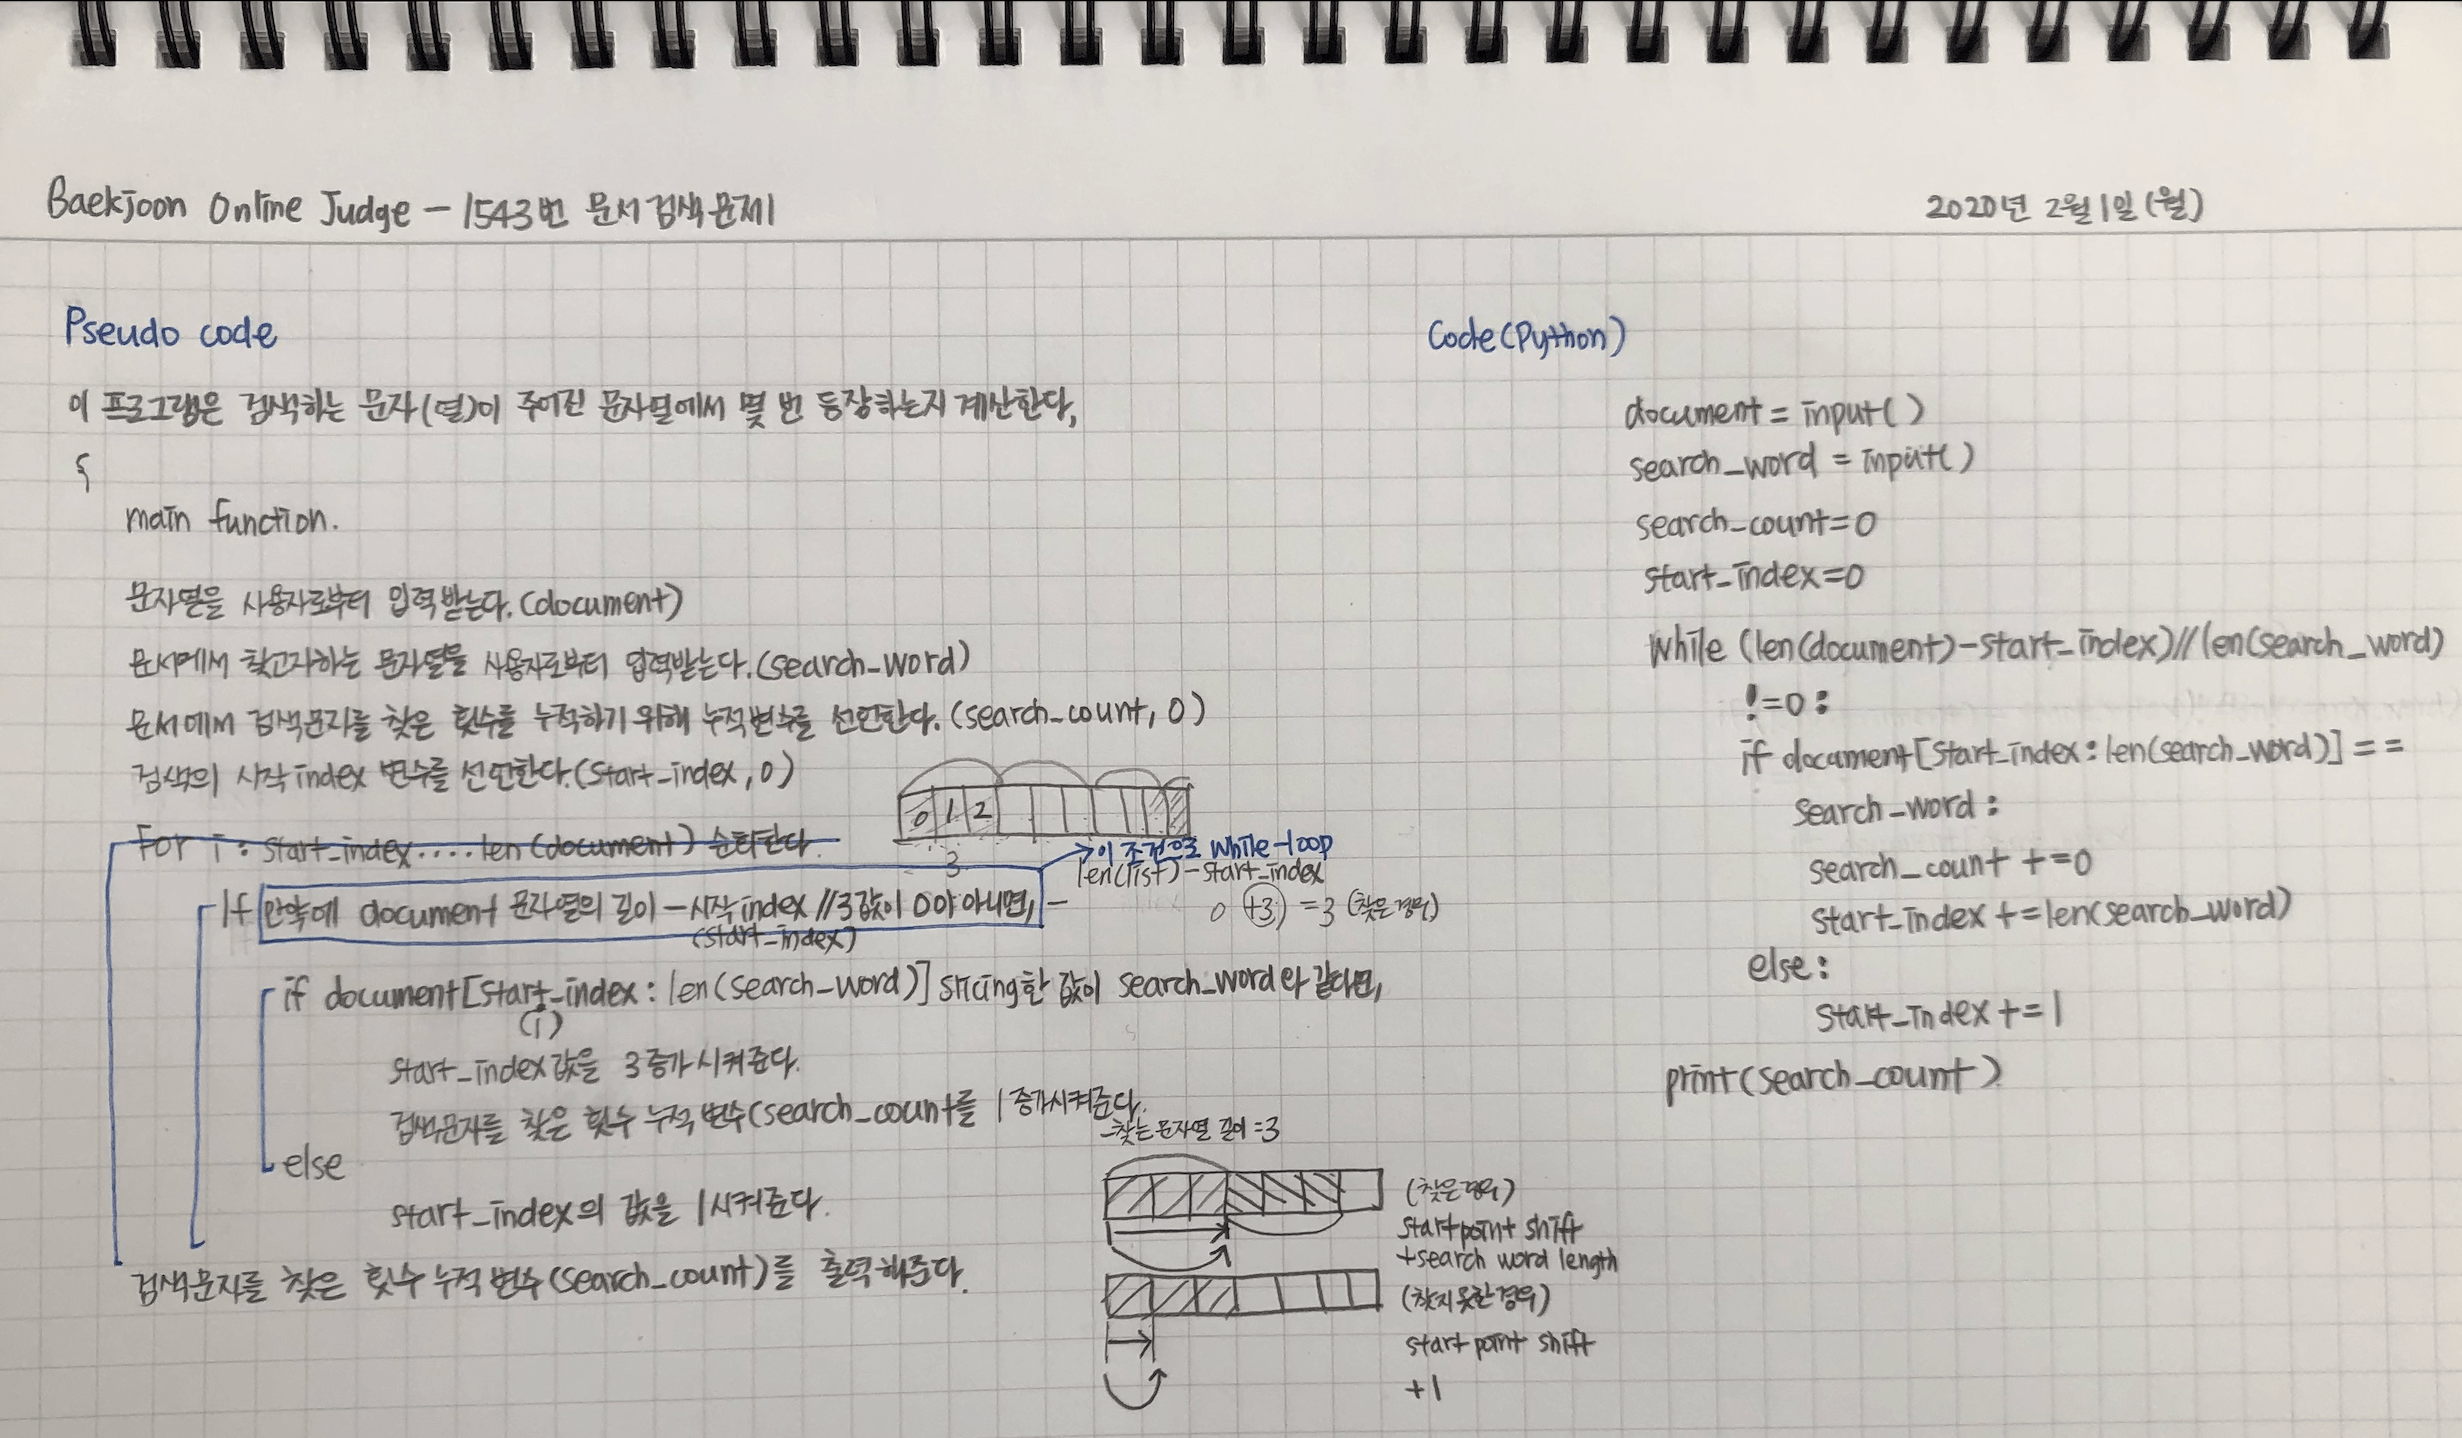 Baekjoon Online Judge - 1543번 문서 검색 문제
2020년 2월 1일 (월)
Pseudo code
이 프로그램은 검색하는 문자(열)이 주어진 문자열에서 몇 번 등장하는지 계산한다,
{
main function.
문자열을 사용자로부터 입력받는다.(document)
문서에서 찾고자하는 문자열을 사용자로부터 입력받는다.(search_word)
문서에서 검색문자를 찾은 횟수를 누적하기 위해 누적변수를 선언한다.(search_count, 0)
검색의 시작 index 변수를 선언한다.(start_index, 0)
0 1 2
3
For i : start_index....len(document) 순회한다.
이 조건으로 while-loop
len(list)-start_index
If 만약에 document 문자열의 길이 - 시작 index //3 값이 0이 아니면,
(start_index)
0 +3 = 3 (찾은 경우)
if document[start_index : len(search_word)] slicing한 값이 search_word와 같다면,
(i)
start_index값을 3증가시켜준다.
검색문자를 찾은 횟수 누적 변수(search_count를 1증가시켜준다.
else
start_index의 값을 1시켜준다.
검색문자를 찾은 횟수 누적 변수(search_count)를 출력해준다.
-찾는 문자열 길이=3
(찾은 경우)
start point shift
+search word length
(찾지 못한 경우)
start point shift
+1
Code(Python)
document = input()
search_word = input()
search_count=0
start_index=0
while (len(document)-start_index)//len(search_word)
!=0:
if document[start_index:len(search_word)]==
search_word:
search_count +=0
start_index +=len(search_word)
else:
start_index +=1
print(search_count)